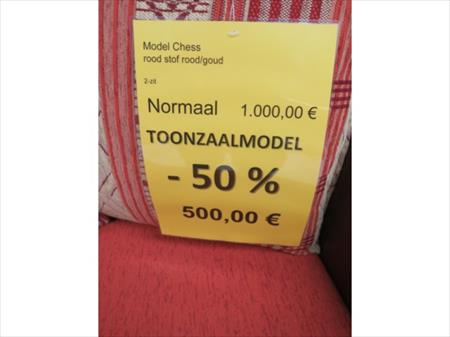 Model Chess
rood stof rood/goud
2-zit
Normaal 1.000,00 €
TOONZAALMODEL
- 50 %
500,00 €